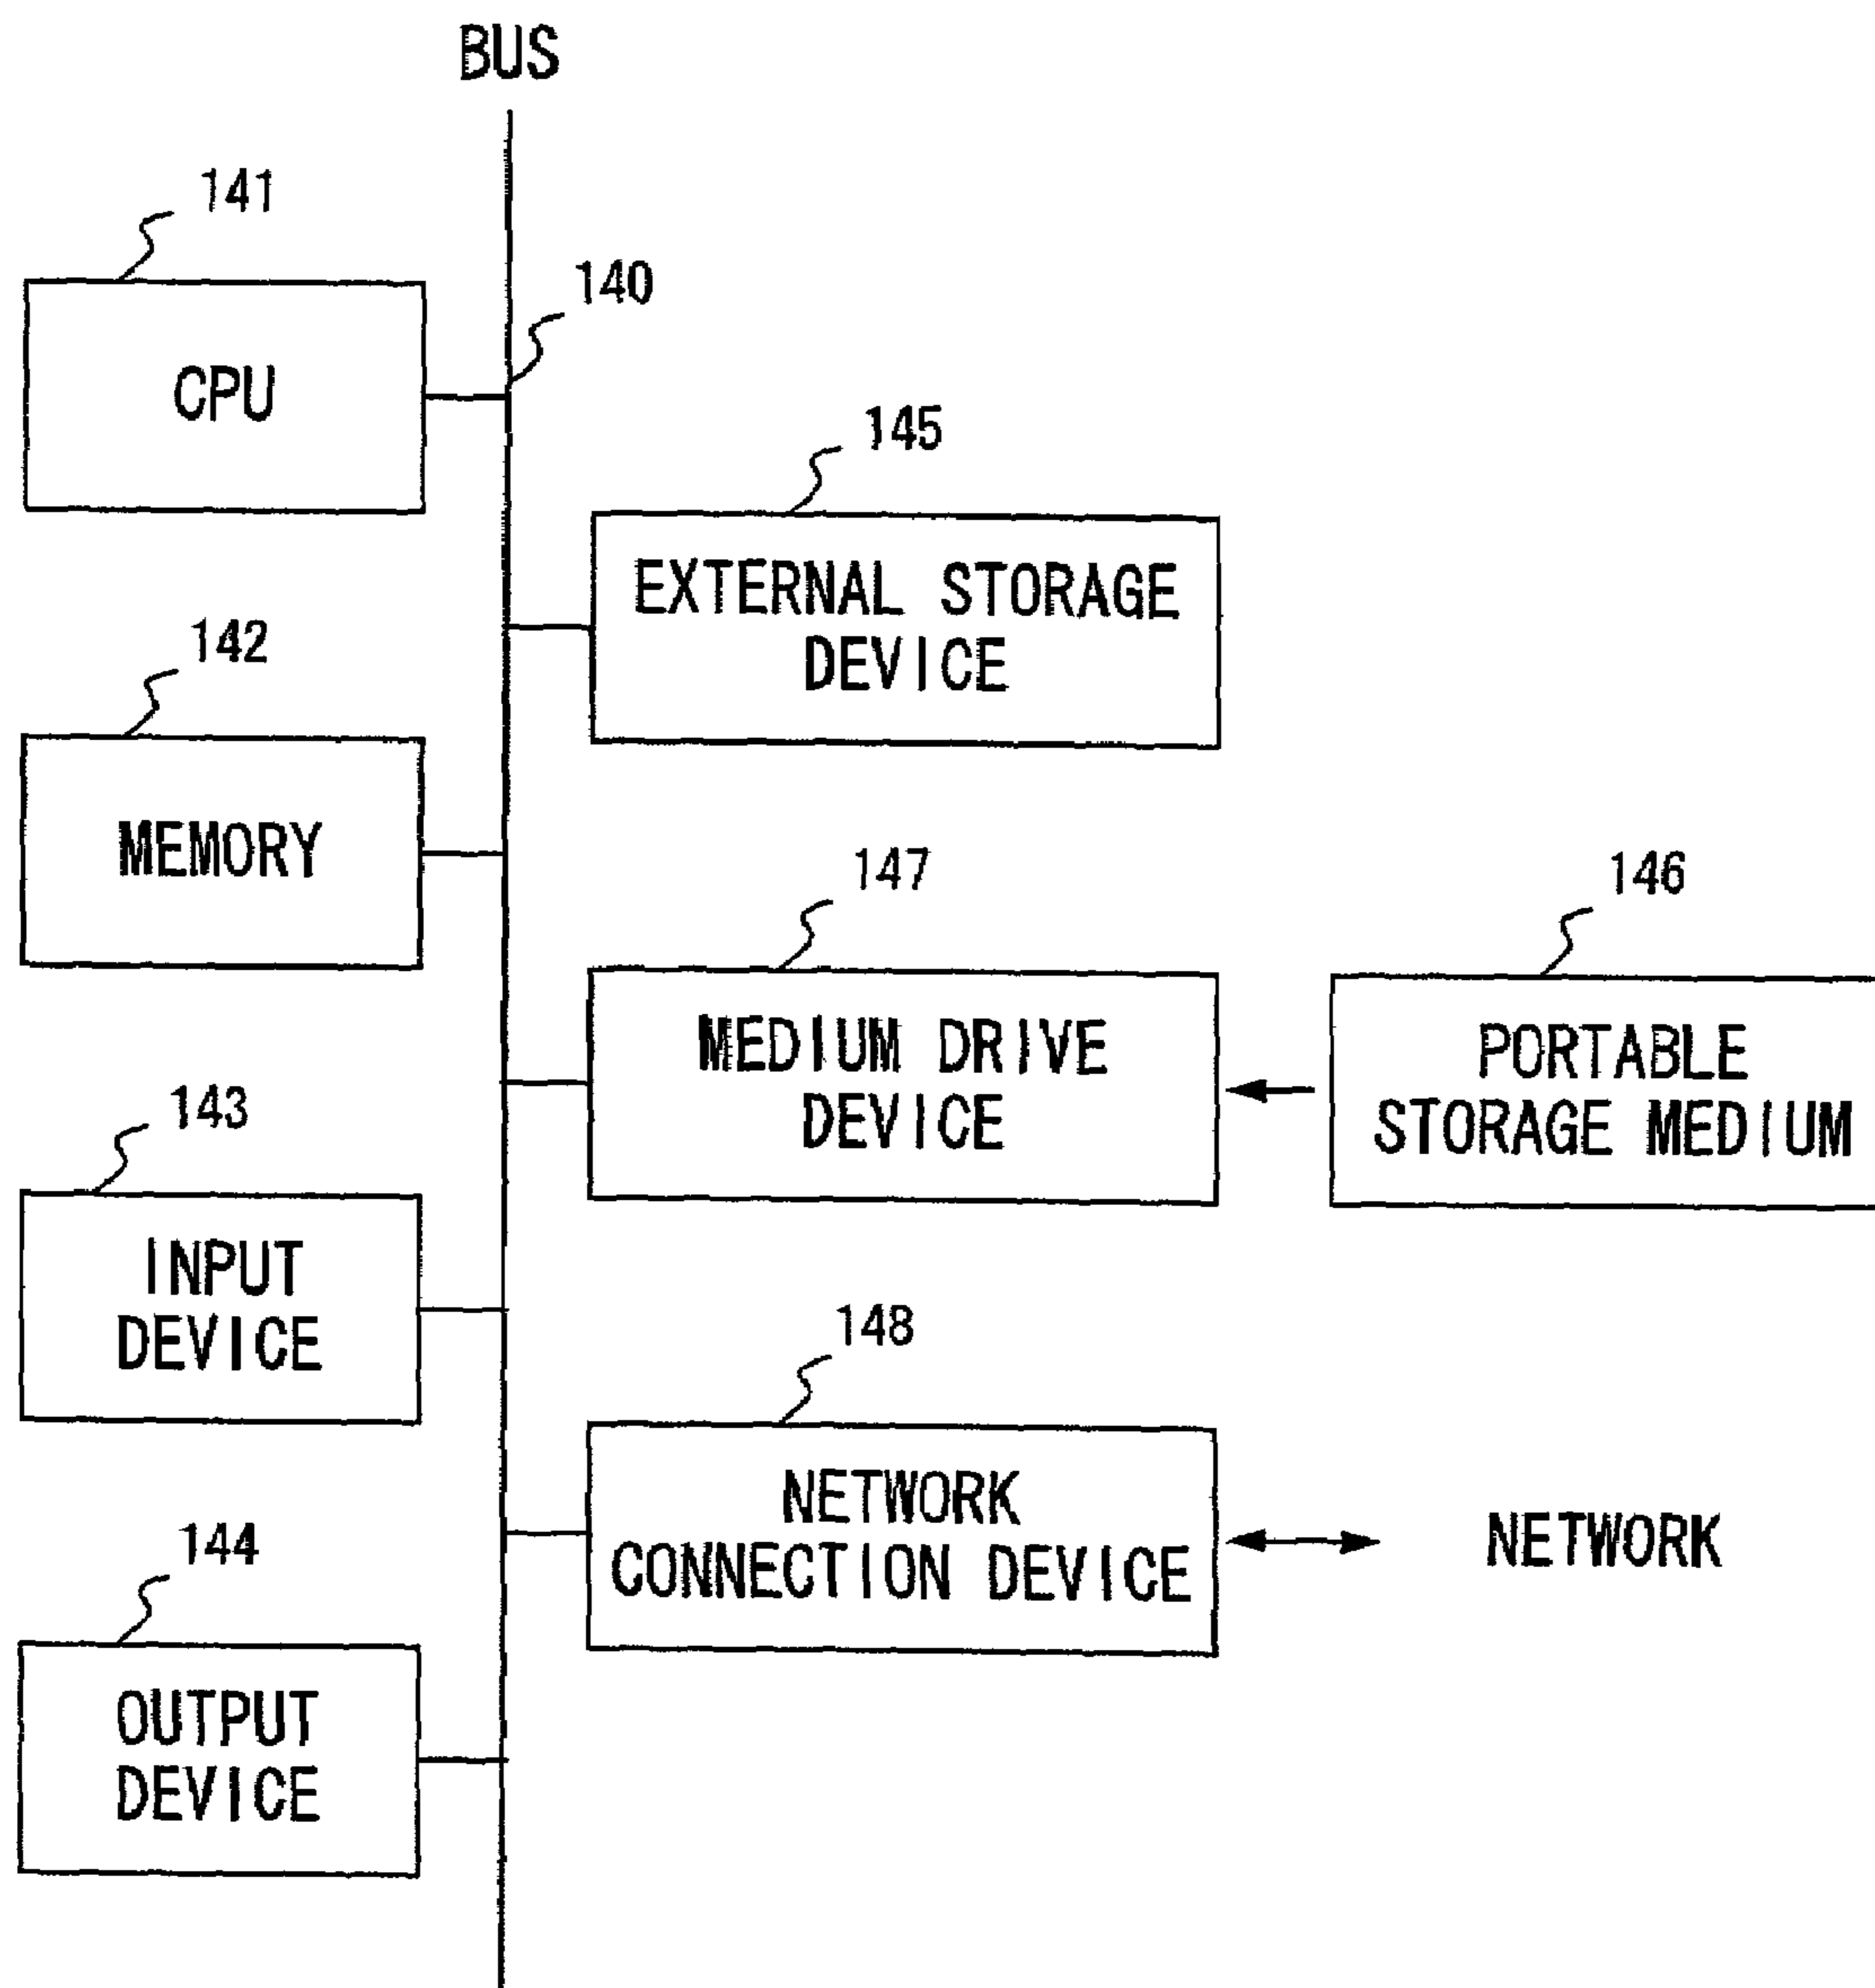 BUS
141
140
CPU
145
EXTERNAL STORAGE
DEVICE
142
MEMORY
147
146
MEDIUM DRIVE
DEVICE
PORTABLE
STORAGE MEDIUM
143
INPUT
DEVICE
148
NETWORK
CONNECTION DEVICE
NETWORK
144
OUTPUT
DEVICE